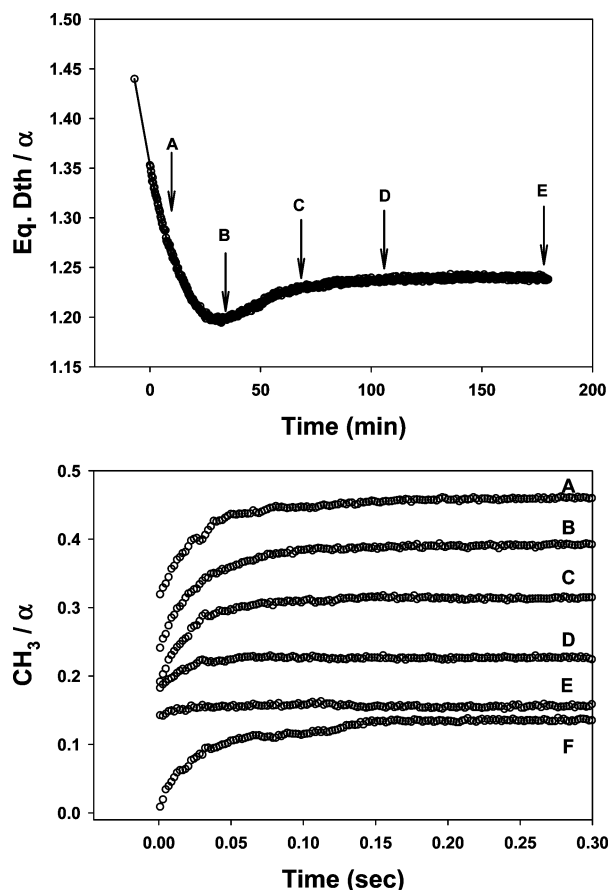 1.50
1.45
1.40
1.35
1.30
1.25
1.20
1.15
Eq. Dth / α
A
B
C
D
E
0 50 100 150 200
Time (min)
0.5
0.4
0.3
0.2
0.1
0.0
CH3 / α
A
B
C
D
E
F
0.00 0.05 0.10 0.15 0.20 0.25 0.30
Time (sec)